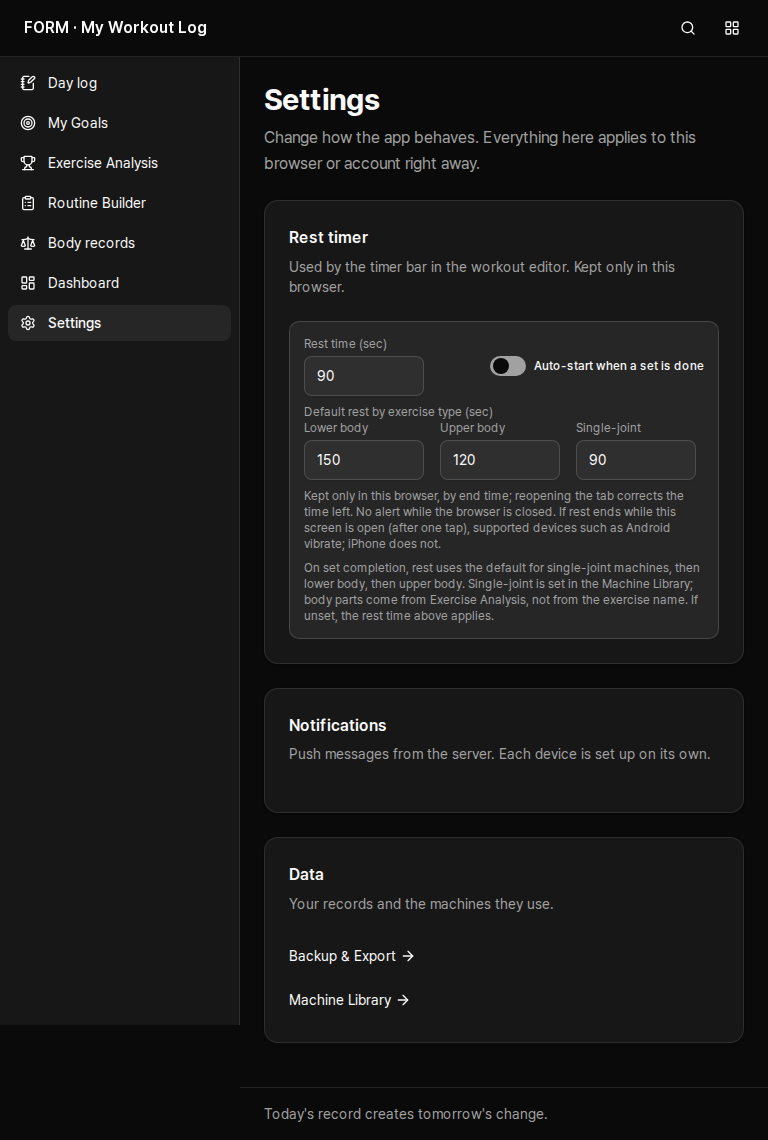 FORM · My Workout Log
Day log
My Goals
Exercise Analysis
Routine Builder
Body records
Dashboard
Settings
Settings
Change how the app behaves. Everything here applies to this
browser or account right away.
Rest timer
Used by the timer bar in the workout editor. Kept only in this
browser.
Rest time (sec)
90
Auto-start when a set is done
Default rest by exercise type (sec)
Lower body
Upper body
Single-joint
150
120
90
Kept only in this browser, by end time; reopening the tab corrects the
time left. No alert while the browser is closed. If rest ends while this
screen is open (after one tap), supported devices such as Android
vibrate; iPhone does not.
On set completion, rest uses the default for single-joint machines, then
lower body, then upper body. Single-joint is set in the Machine Library;
body parts come from Exercise Analysis, not from the exercise name. If
unset, the rest time above applies.
Notifications
Push messages from the server. Each device is set up on its own.
Data
Your records and the machines they use.
Backup & Export →
Machine Library →
Today's record creates tomorrow's change.